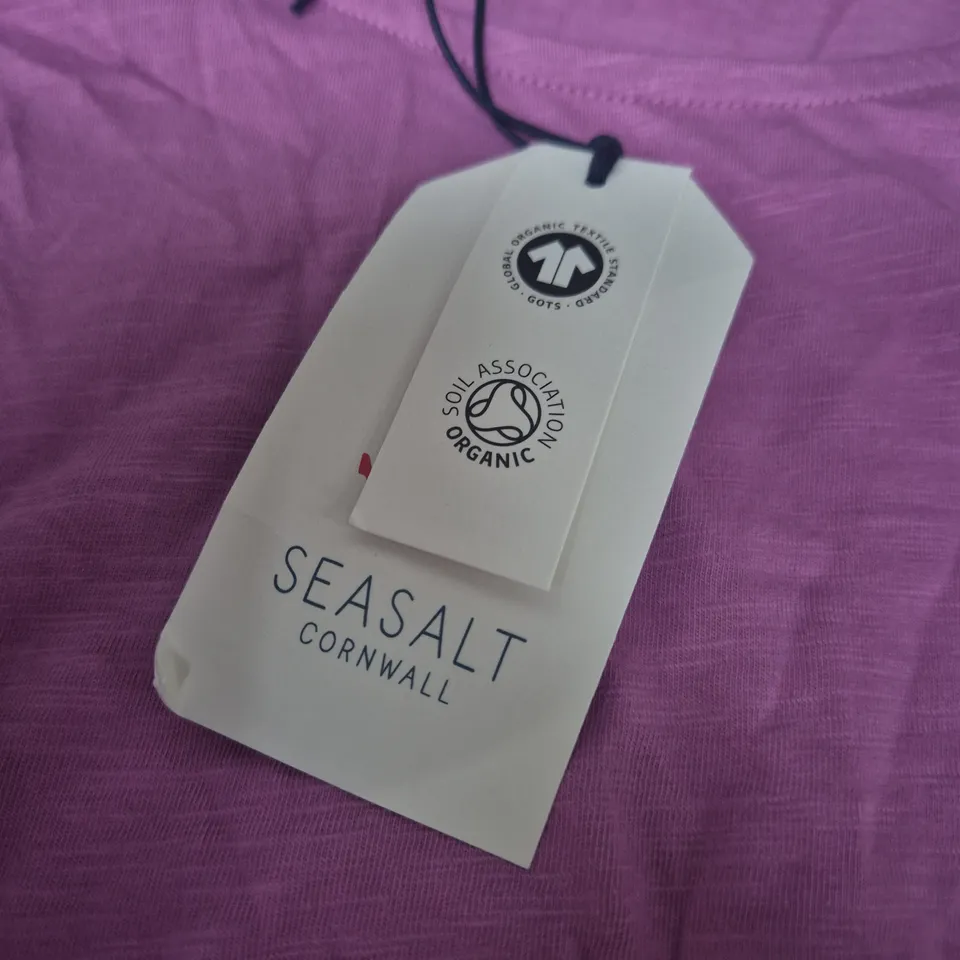 GLOBAL ORGANIC TEXTILE STANDARD
· GOTS ·
SOIL ASSOCIATION
ORGANIC
SEASALT
CORNWALL